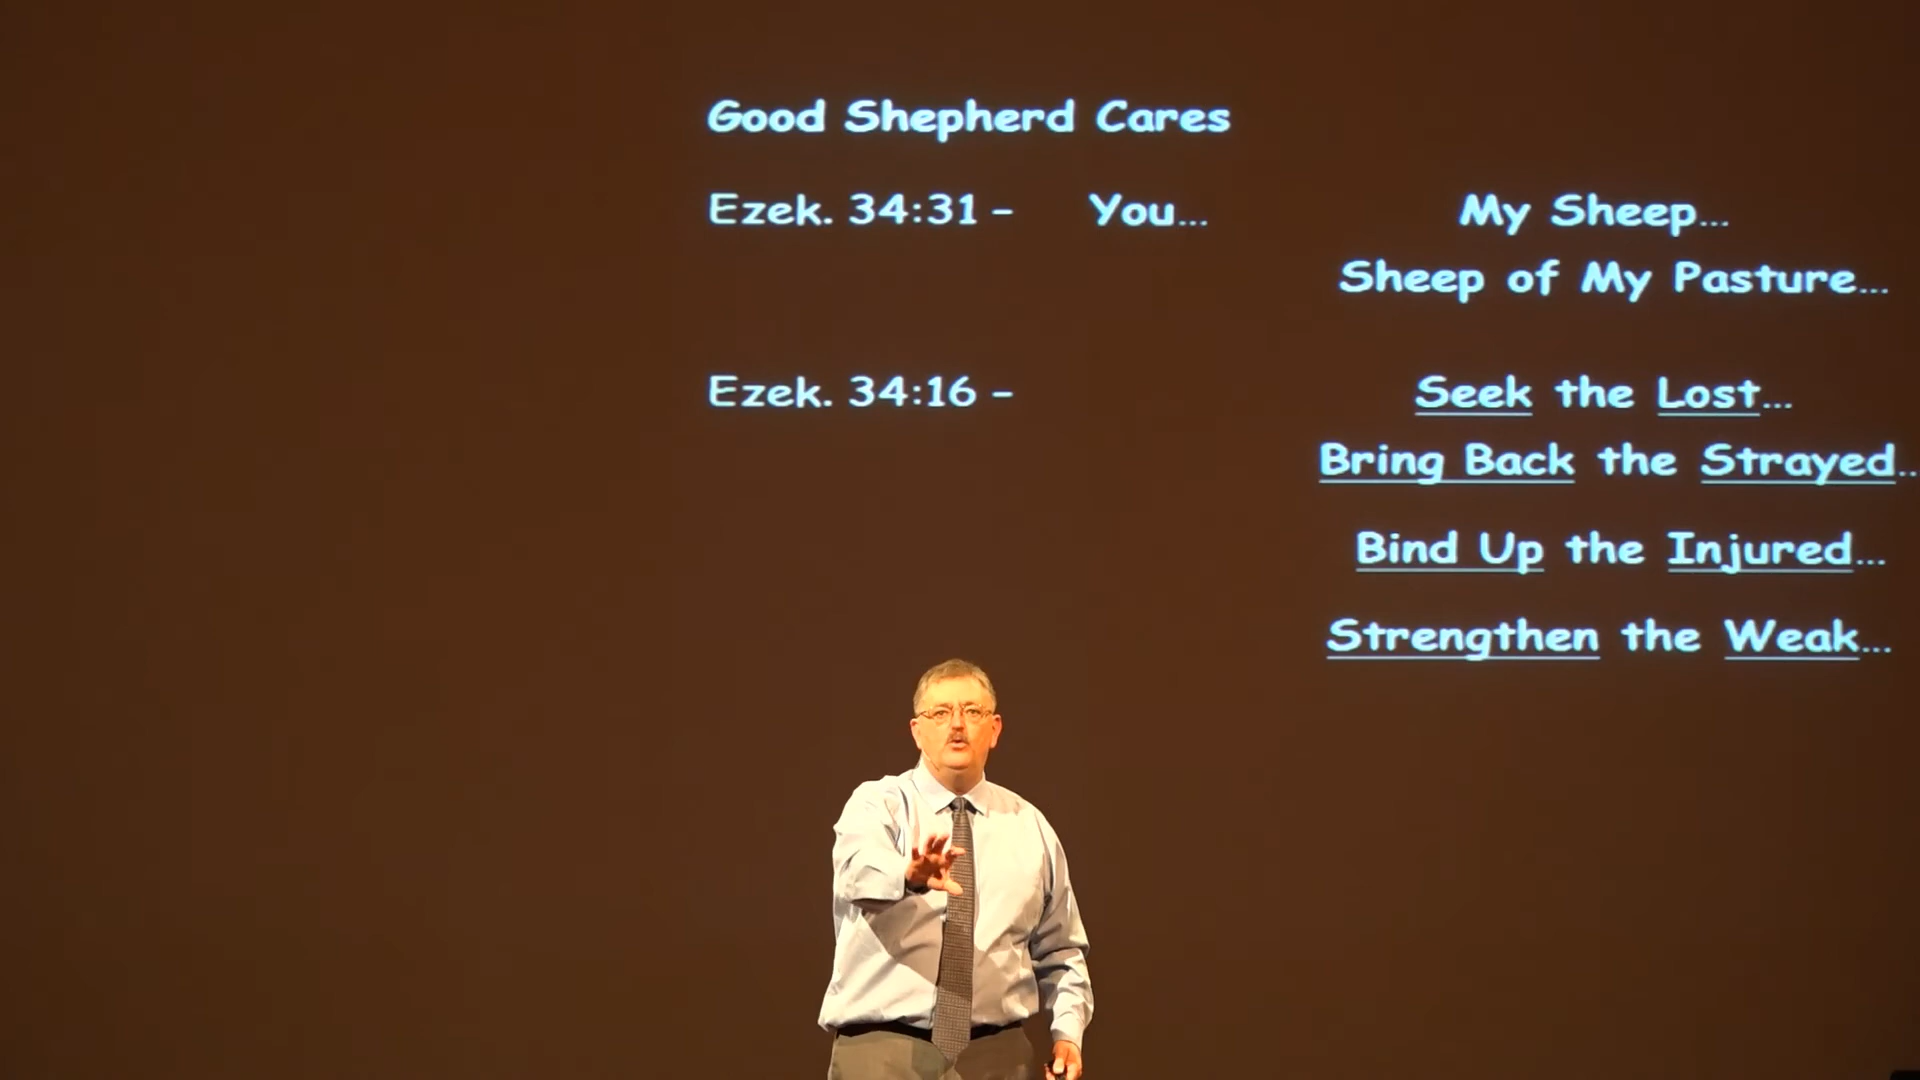 Good Shepherd Cares
Ezek. 34:31 – You... My Sheep...
Sheep of My Pasture...
Ezek. 34:16 – Seek the Lost...
Bring Back the Strayed..
Bind Up the Injured...
Strengthen the Weak...